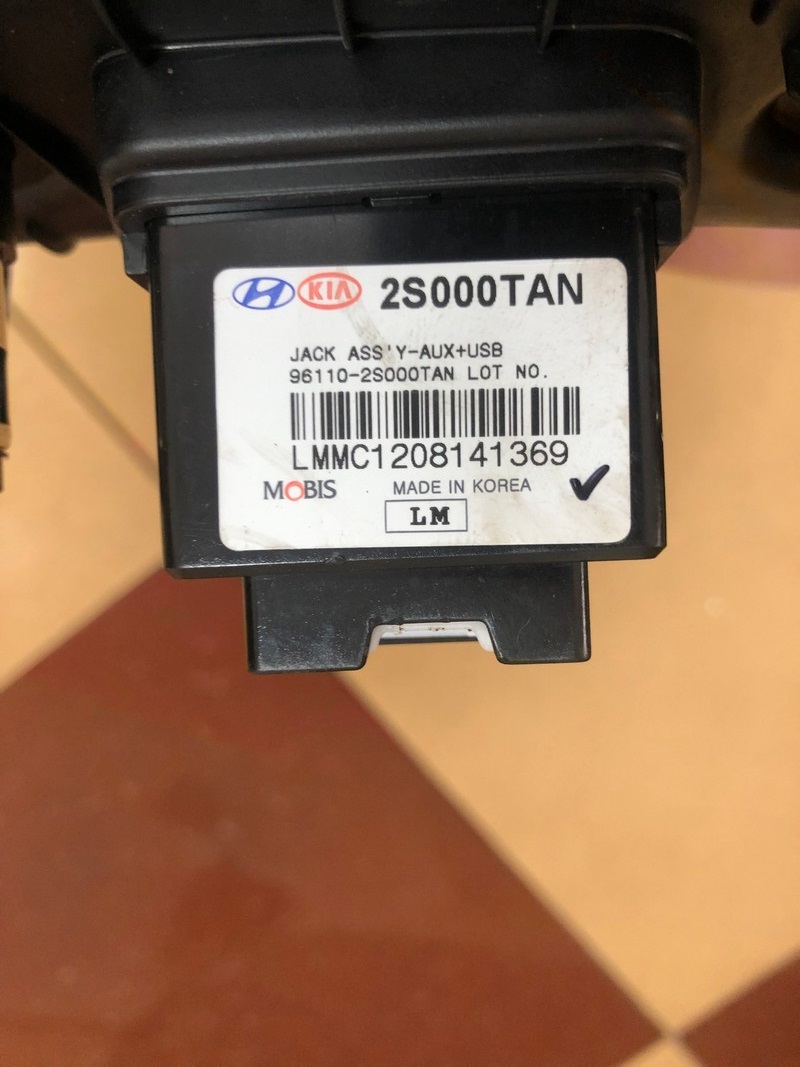 KIA 2S000TAN
JACK ASS'Y-AUX+USB
96110-2S000TAN LOT NO.
LMMC1208141369
MOBIS MADE IN KOREA
LM